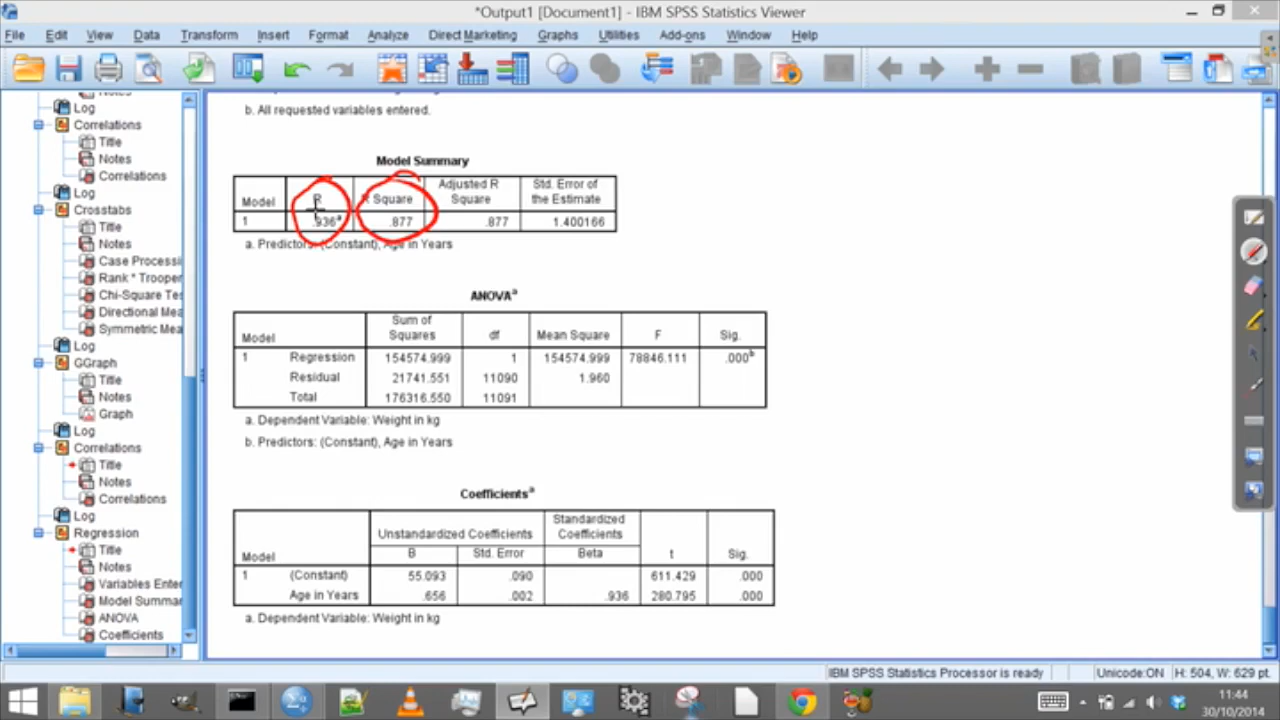 *Output1 [Document1] - IBM SPSS Statistics Viewer
File Edit View Data Transform Insert Format Analyze Direct Marketing Graphs Utilities Add-ons Window Help
Notes
Log
Correlations
Title
Notes
Correlations
Log
Crosstabs
Title
Notes
Case Processi
Rank * Trooper
Chi-Square Te
Directional Mea
Symmetric Mea
Log
GGraph
Title
Notes
Graph
Log
Correlations
Title
Notes
Correlations
Log
Regression
Title
Notes
Variables Enter
Model Summar
ANOVA
Coefficients
b. All requested variables entered.
Model Summary
Model R R Square Adjusted R Square Std. Error of the Estimate
1 .936a .877 .877 1.400166
a. Predictors: (Constant), Age in Years
ANOVAa
Model Sum of Squares df Mean Square F Sig.
1 Regression 154574.999 1 154574.999 78846.111 .000b
Residual 21741.551 11090 1.960
Total 176316.550 11091
a. Dependent Variable: Weight in kg
b. Predictors: (Constant), Age in Years
Coefficientsa
Model Unstandardized Coefficients Standardized Coefficients t Sig.
B Std. Error Beta
1 (Constant) 55.093 .090 611.429 .000
Age in Years .656 .002 .936 280.795 .000
a. Dependent Variable: Weight in kg
IBM SPSS Statistics Processor is ready Unicode:ON H: 504, W: 629 pt.
11:44
30/10/2014